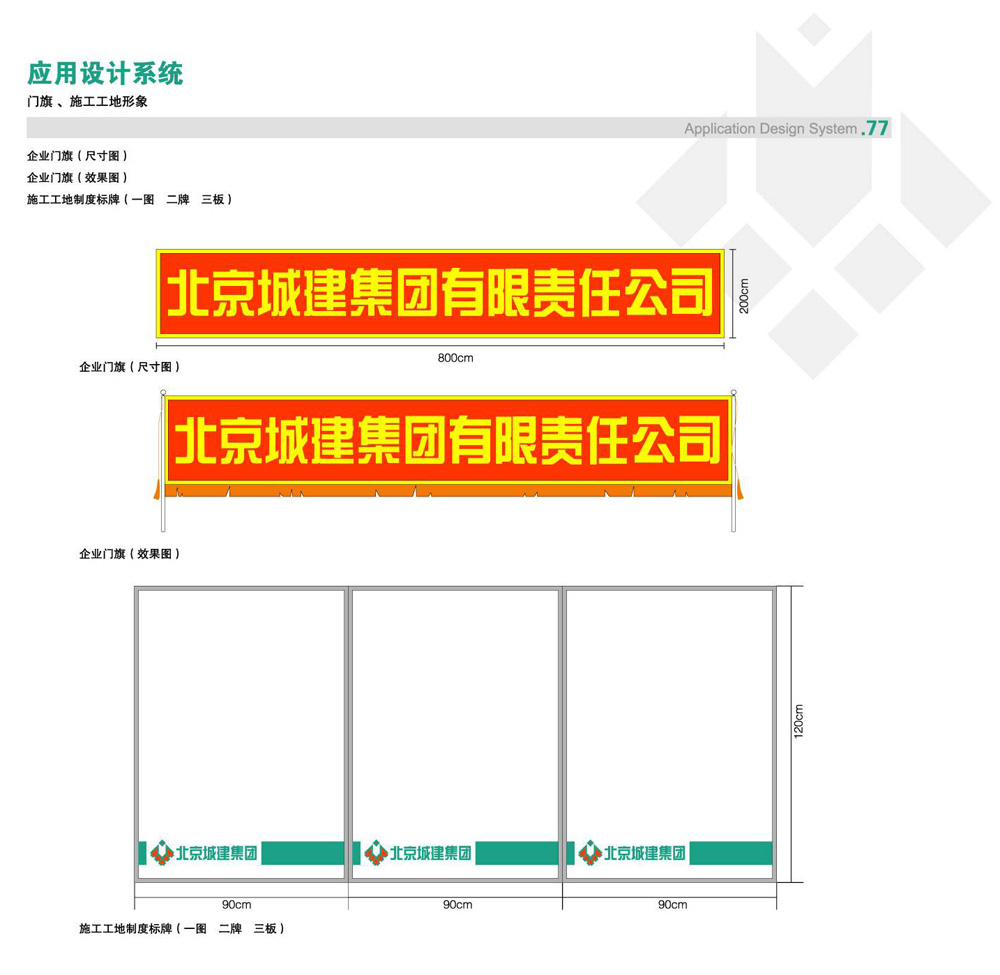 应用设计系统
门旗 、施工工地形象
Application Design System .77
企业门旗（尺寸图）
企业门旗（效果图）
施工工地制度标牌（一图 二牌 三板）
北京城建集团有限责任公司
200cm
800cm
企业门旗（尺寸图）
北京城建集团有限责任公司
企业门旗（效果图）
120cm
北京城建集团
北京城建集团
北京城建集团
90cm
90cm
90cm
施工工地制度标牌（一图 二牌 三板）